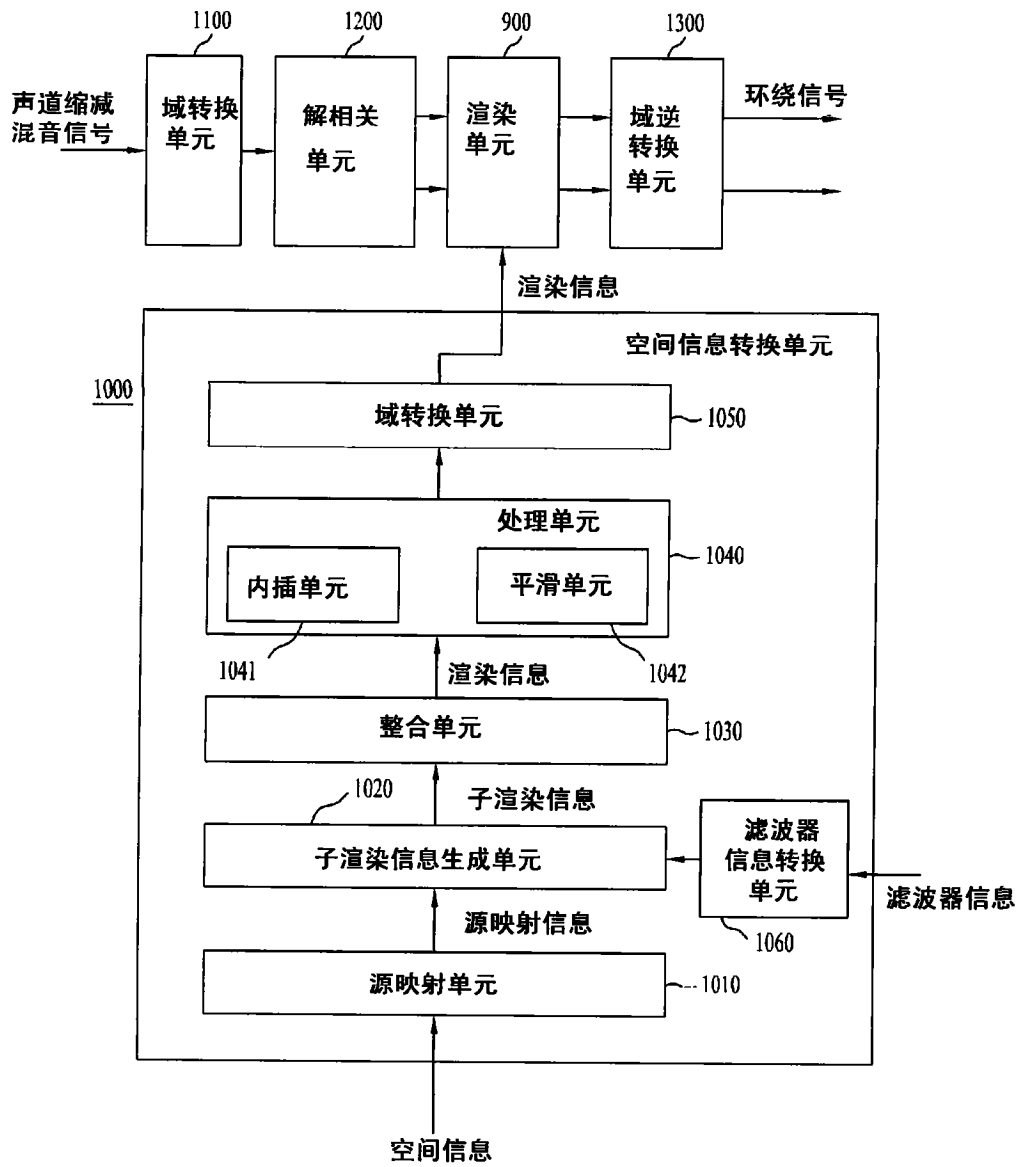 1100
1200
900
1300
声道缩减
混音信号
域转换
单元
解相关
单元
渲染
单元
域逆
转换
单元
环绕信号
渲染信息
空间信息转换单元
1000
域转换单元
1050
处理单元
1040
内插单元
平滑单元
1041
1042
渲染信息
整合单元
1030
1020
子渲染信息
子渲染信息生成单元
滤波器
信息转换
单元
滤波器信息
1060
源映射信息
源映射单元
1010
空间信息